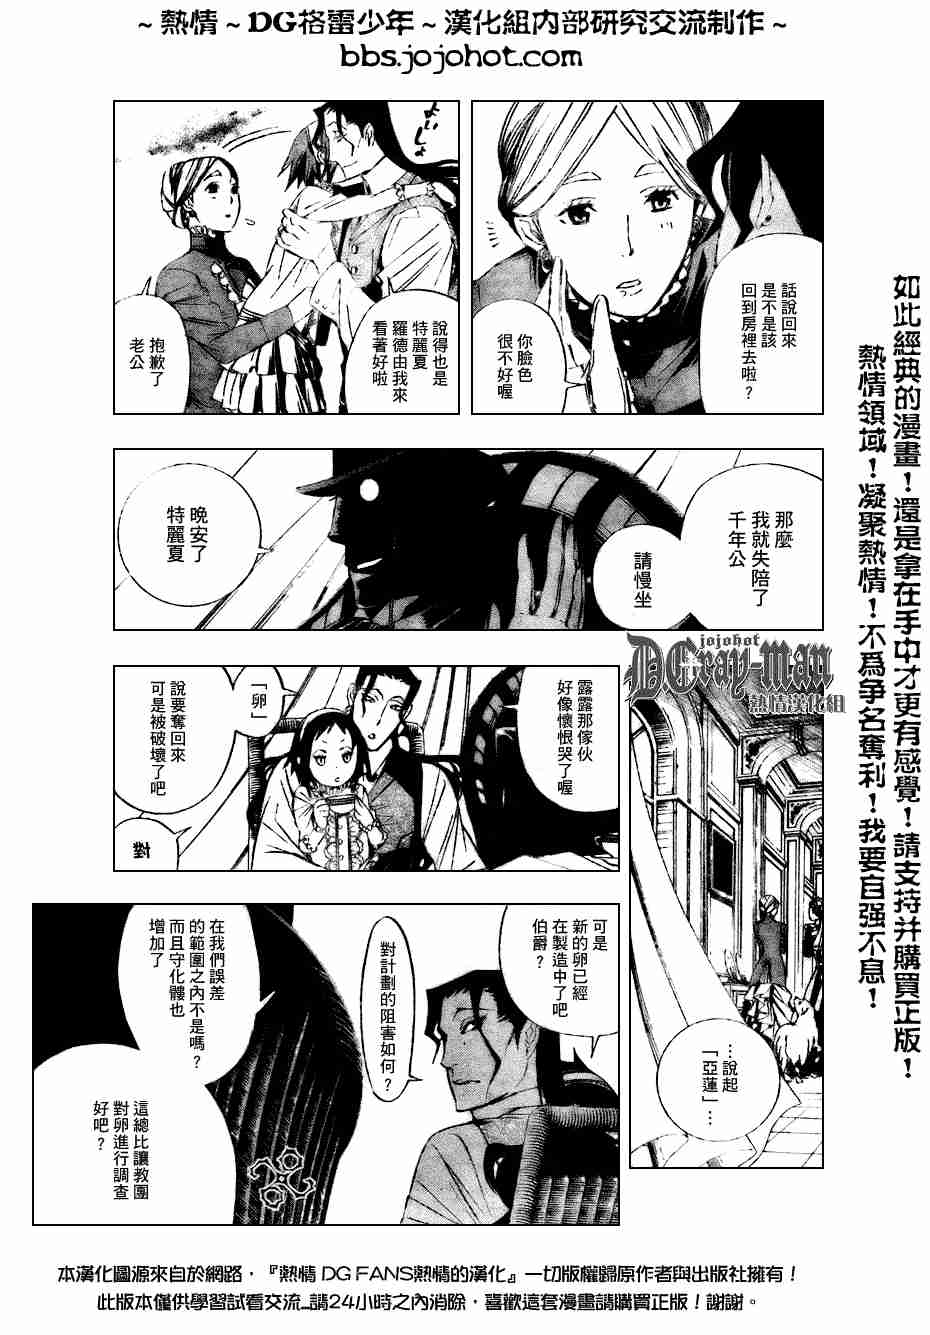 ～熱情～DG格雷少年～漢化組內部研究交流制作～
bbs.jojohot.com
話說回來
是不是該
回到房裡去啦？
你臉色
很不好喔
よいしょ
說得也是
特麗夏
羅德由我來
看著好啦
抱歉了
老公
那麼
我就失陪了
千年公
請慢坐
晚安了
特麗夏
jojohot
DGray-man
熱情漢化組
…說起
「亞蓮」…
露露那傢伙
好像懷恨哭了喔
「卵」
說要奪回來
可是被破壞了吧
對
可是
新的卵已經
在製造中了吧
伯爵？
對計劃的阻害如何？
在我們誤差
的範圍之內不是嗎？
而且守化髏也
增加了
這總比讓教團
對卵進行調查
好吧？
如此經典的漫畫！還是拿在手中才更有感覺！請支持并購買正版！
熱情領域！凝聚熱情！不爲争名奪利！我要自强不息！
本漢化圖源來自於網路，『熱情 DG FANS熱情的漢化』一切版權歸原作者與出版社擁有！
此版本僅供學習試看交流...請24小時之內消除，喜歡這套漫畫請購買正版！謝謝。